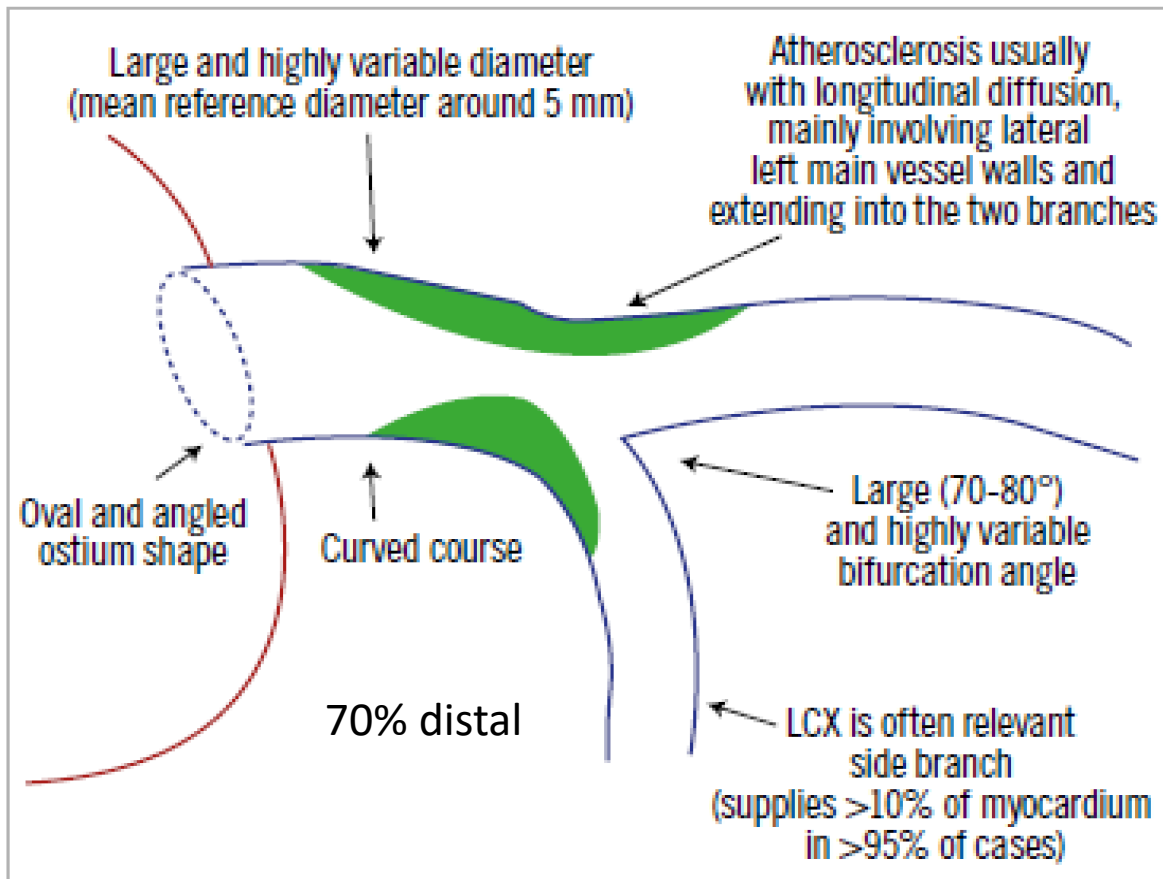 Large and highly variable diameter
(mean reference diameter around 5 mm)
Atherosclerosis usually
with longitudinal diffusion,
mainly involving lateral
left main vessel walls and
extending into the two branches
Oval and angled
ostium shape
Curved course
Large (70-80°)
and highly variable
bifurcation angle
70% distal
LCX is often relevant
side branch
(supplies >10% of myocardium
in >95% of cases)